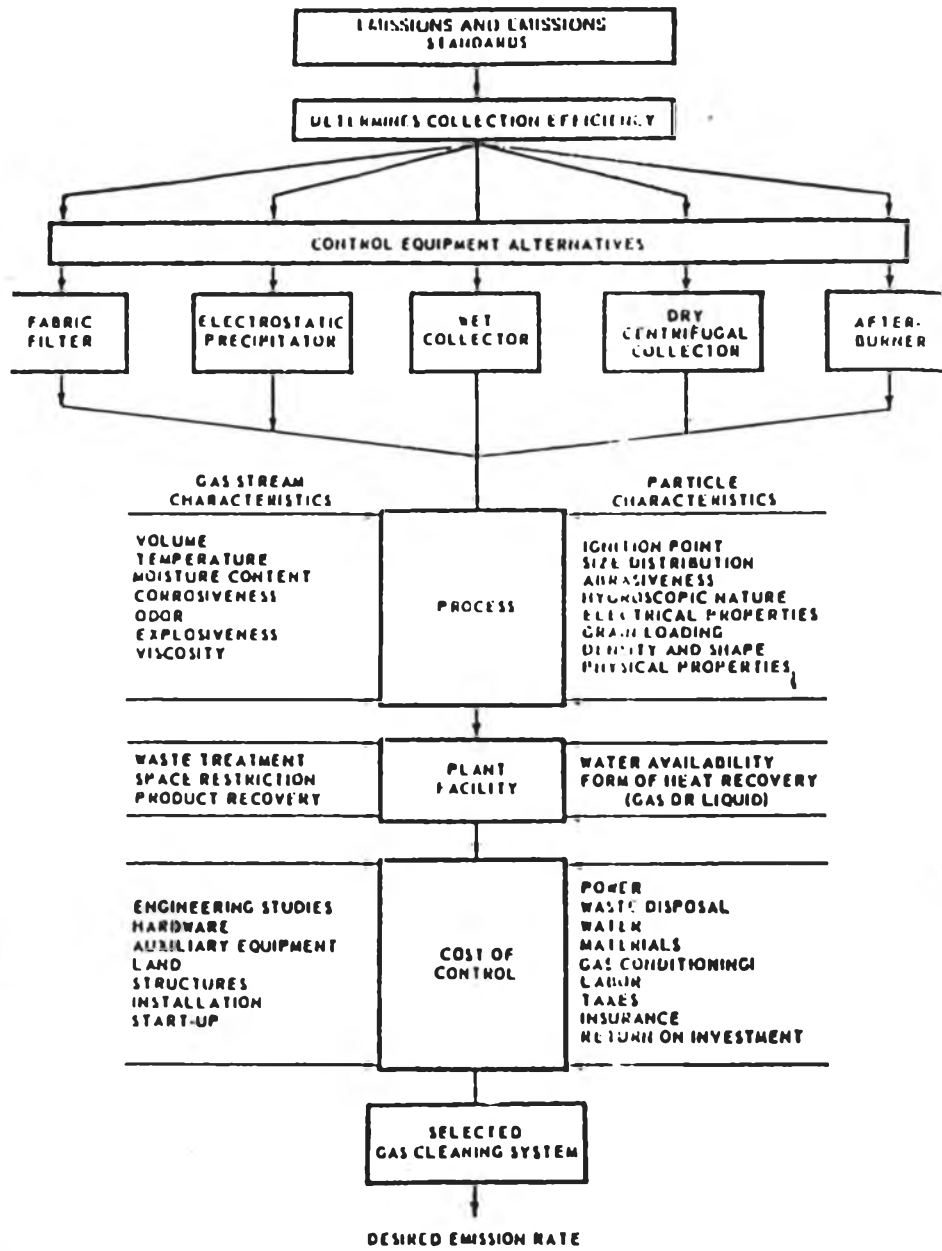 EMISSIONS AND EMISSIONS
STANDARDS
DETERMINES COLLECTION EFFICIENCY
CONTROL EQUIPMENT ALTERNATIVES
FABRIC
FILTER
ELECTROSTATIC
PRECIPITATOR
WET
COLLECTOR
DRY
CENTRIFUGAL
COLLECTOR
AFTER-
BURNER
GAS STREAM
CHARACTERISTICS
PARTICLE
CHARACTERISTICS
VOLUME
TEMPERATURE
MOISTURE CONTENT
CORROSIVENESS
ODOR
EXPLOSIVENESS
VISCOSITY
PROCESS
IGNITION POINT
SIZE DISTRIBUTION
ABRASIVENESS
HYGROSCOPIC NATURE
ELECTRICAL PROPERTIES
GRAIN LOADING
DENSITY AND SHAPE
PHYSICAL PROPERTIES
WASTE TREATMENT
SPACE RESTRICTION
PRODUCT RECOVERY
PLANT
FACILITY
WATER AVAILABILITY
FORM OF HEAT RECOVERY
(GAS OR LIQUID)
ENGINEERING STUDIES
HARDWARE
AUXILIARY EQUIPMENT
LAND
STRUCTURES
INSTALLATION
START-UP
COST OF
CONTROL
POWER
WASTE DISPOSAL
WATER
MATERIALS
GAS CONDITIONING
LABOR
TAXES
INSURANCE
RETURN ON INVESTMENT
SELECTED
GAS CLEANING SYSTEM
DESIRED EMISSION RATE